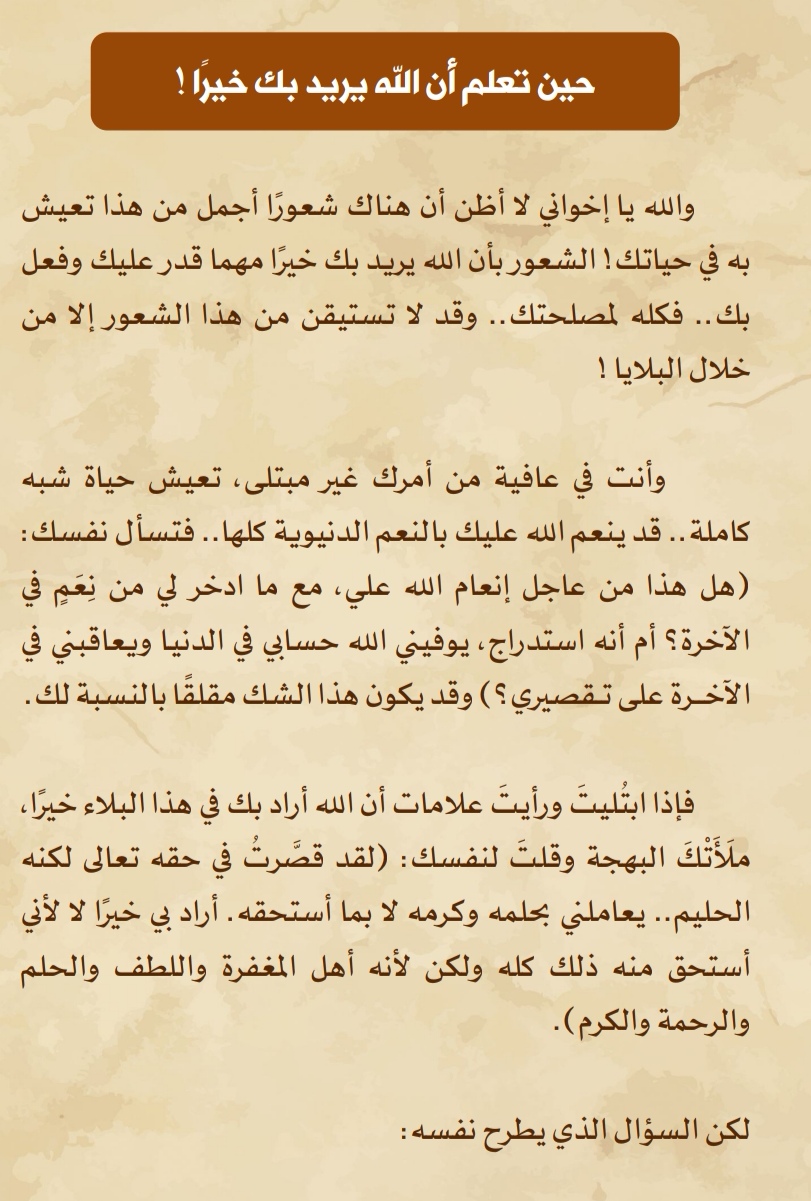 حين تعلم أن الله يريد بك خيرًا !
والله يا إخواني لا أظن أن هناك شعورًا أجمل من هذا تعيش
به في حياتك! الشعور بأن الله يريد بك خيرًا مهما قدر عليك وفعل
بك.. فكله لمصلحتك.. وقد لا تستيقن من هذا الشعور إلا من
خلال البلايا !
وأنت في عافية من أمرك غير مبتلى، تعيش حياة شبه
كاملة.. قد ينعم الله عليك بالنعم الدنيوية كلها.. فتسأل نفسك:
(هل هذا من عاجل إنعام الله علي، مع ما ادخر لي من نِعَمٍ في
الآخرة؟ أم أنه استدراج، يوفيني الله حسابي في الدنيا ويعاقبني في
الآخـرة على تـقصيري؟) وقد يكون هذا الشك مقلقًا بالنسبة لك.
فإذا ابتُليتَ ورأيتَ علامات أن الله أراد بك في هذا البلاء خيرًا،
ملَأَتْكَ البهجة وقلتَ لنفسك: (لقد قصَّرتُ في حقه تعالى لكنه
الحليم.. يعاملني بحلمه وكرمه لا بما أستحقه. أراد بي خيرًا لا لأني
أستحق منه ذلك كله ولكن لأنه أهل المغفرة واللطف والحلم
والرحمة والكرم).
لكن السؤال الذي يطرح نفسه: